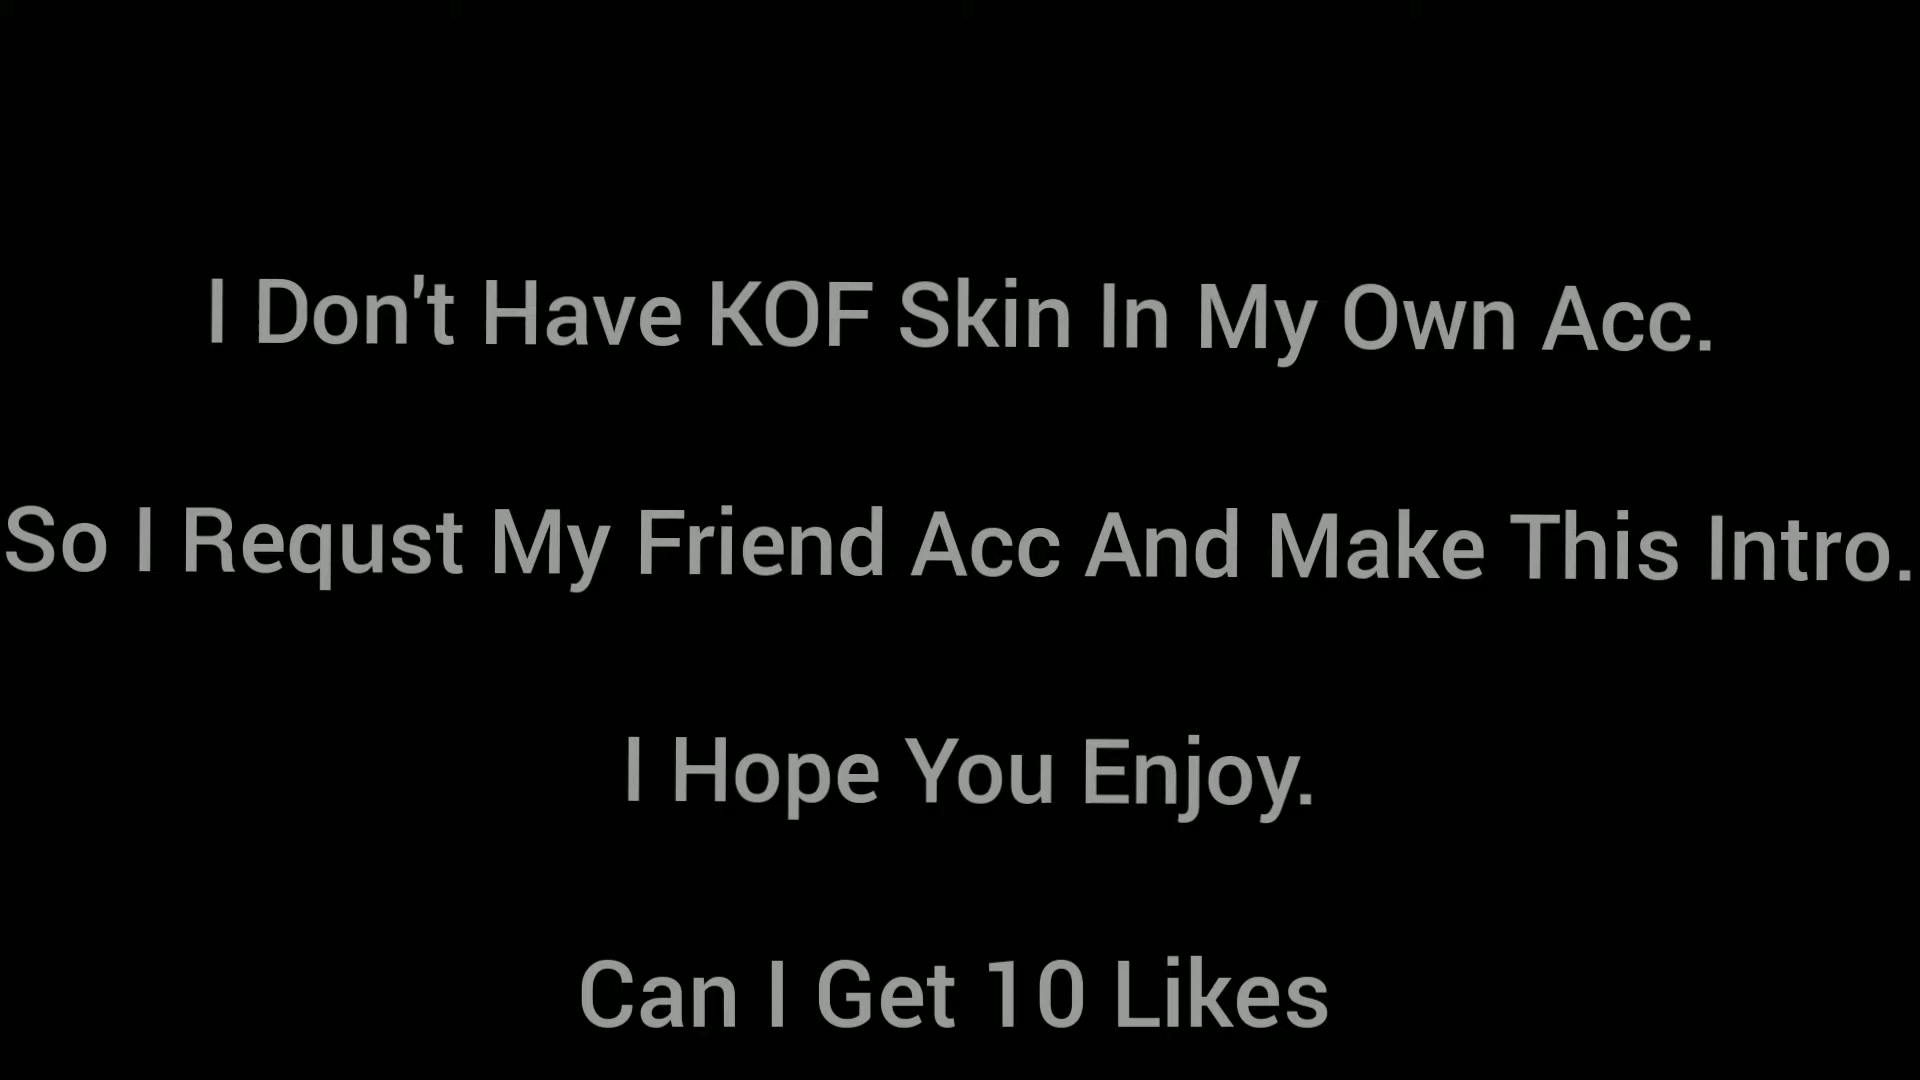 I Don't Have KOF Skin In My Own Acc.
So I Requst My Friend Acc And Make This Intro.
I Hope You Enjoy.
Can I Get 10 Likes